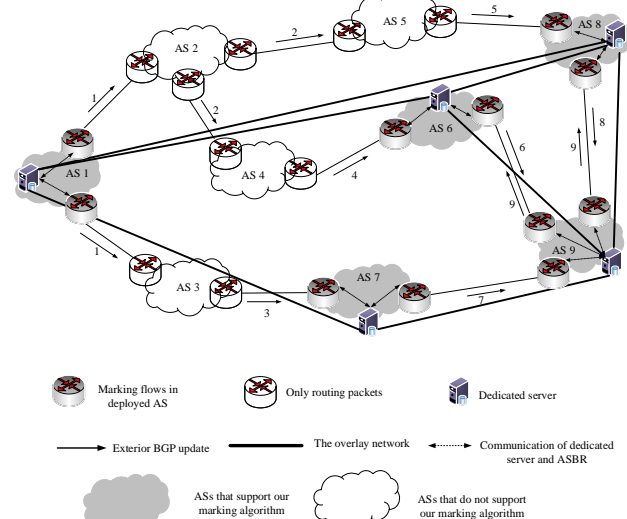 5
AS 5
AS 8
2
AS 2
1
2
8
AS 6
9
6
AS 1
AS 4
4
9
AS 9
1
AS 7
AS 3
7
3
Marking flows in
deployed AS
Only routing packets
Dedicated server
Exterior BGP update
The overlay network
Communication of dedicated
server and ASBR
ASs that support our
marking algorithm
ASs that do not support
our marking algorithm